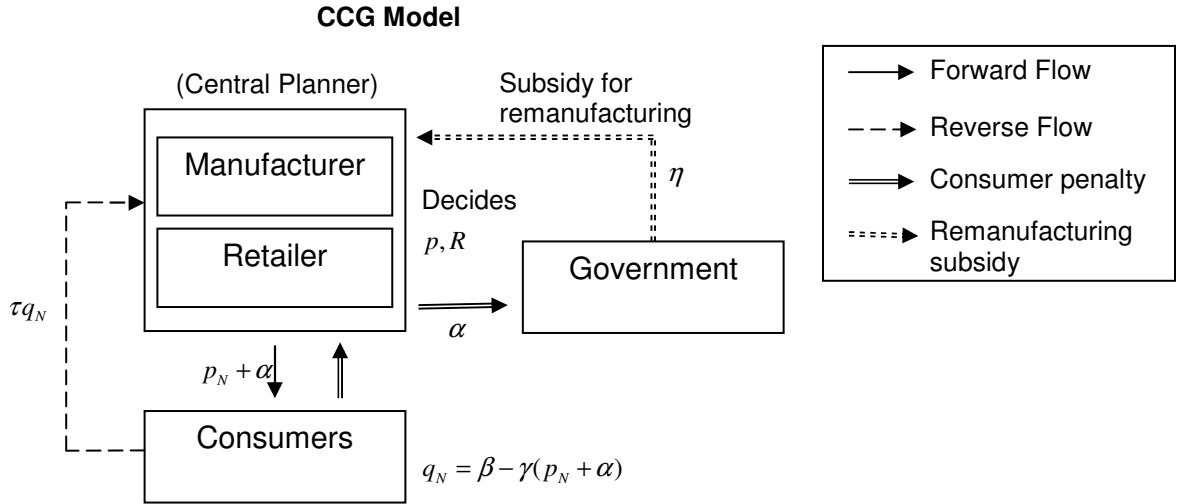 CCG Model
(Central Planner)
Manufacturer
Retailer
Subsidy for
remanufacturing
η
Decides
p, R
Government
α
τq_N
p_N + α
Consumers
q_N = β − γ(p_N + α)
Forward Flow
Reverse Flow
Consumer penalty
Remanufacturing
subsidy